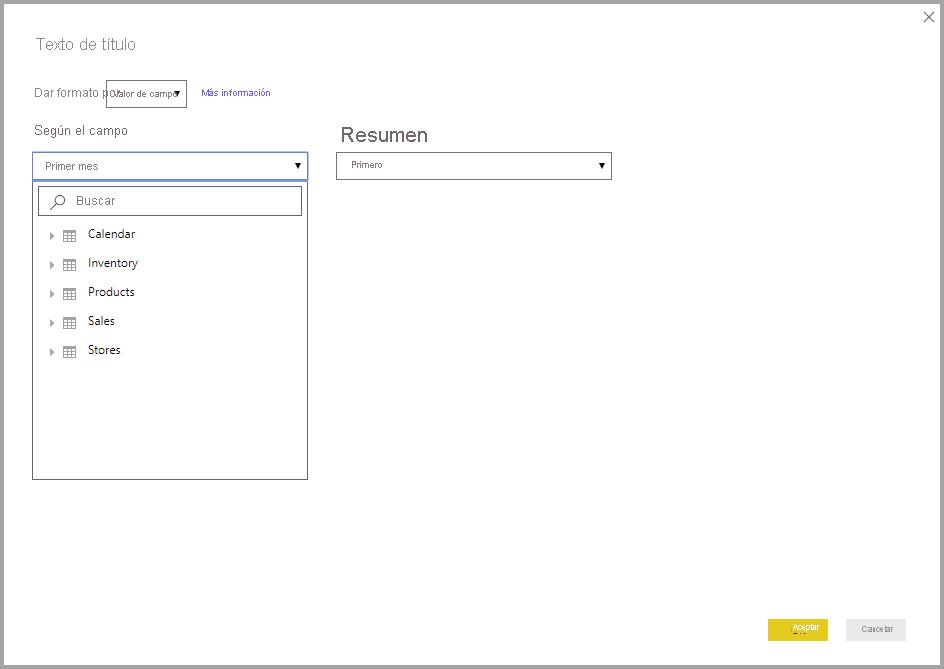 Texto de título
Dar formato por Valor de campo Más información
Según el campo
Resumen
Primer mes
Primero
Buscar
Calendar
Inventory
Products
Sales
Stores
Aceptar
Cancelar